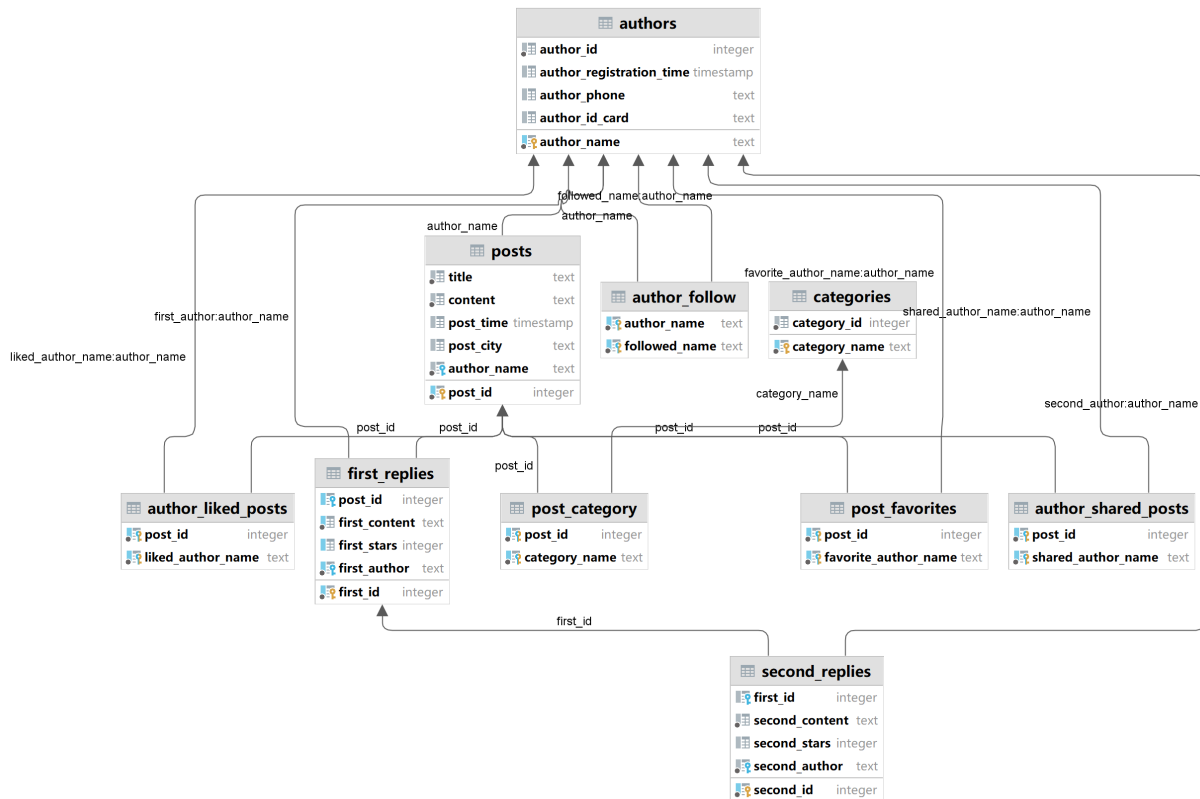 authors
author_id integer
author_registration_time timestamp
author_phone text
author_id_card text
author_name text
followed_name:author_name
author_name
author_name
posts
title text
content text
post_time timestamp
post_city text
author_name text
post_id integer
author_follow
author_name text
followed_name text
favorite_author_name:author_name
categories
category_id integer
category_name text
shared_author_name:author_name
first_author:author_name
liked_author_name:author_name
category_name
second_author:author_name
post_id
post_id
post_id
post_id
post_id
author_liked_posts
post_id integer
liked_author_name text
first_replies
post_id integer
first_content text
first_stars integer
first_author text
first_id integer
post_category
post_id integer
category_name text
post_favorites
post_id integer
favorite_author_name text
author_shared_posts
post_id integer
shared_author_name text
first_id
second_replies
first_id integer
second_content text
second_stars integer
second_author text
second_id integer